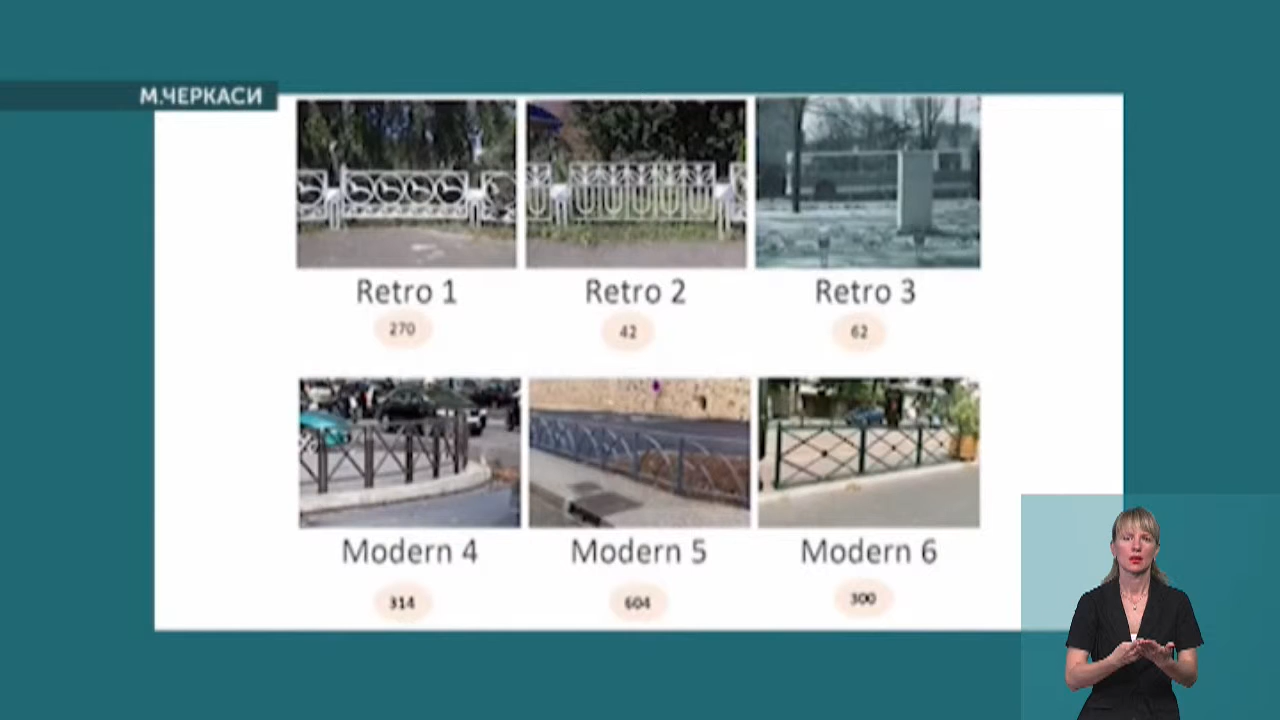 М.ЧЕРКАСИ
Retro 1
Retro 2
Retro 3
270
42
62
Modern 4
Modern 5
Modern 6
314
604
300